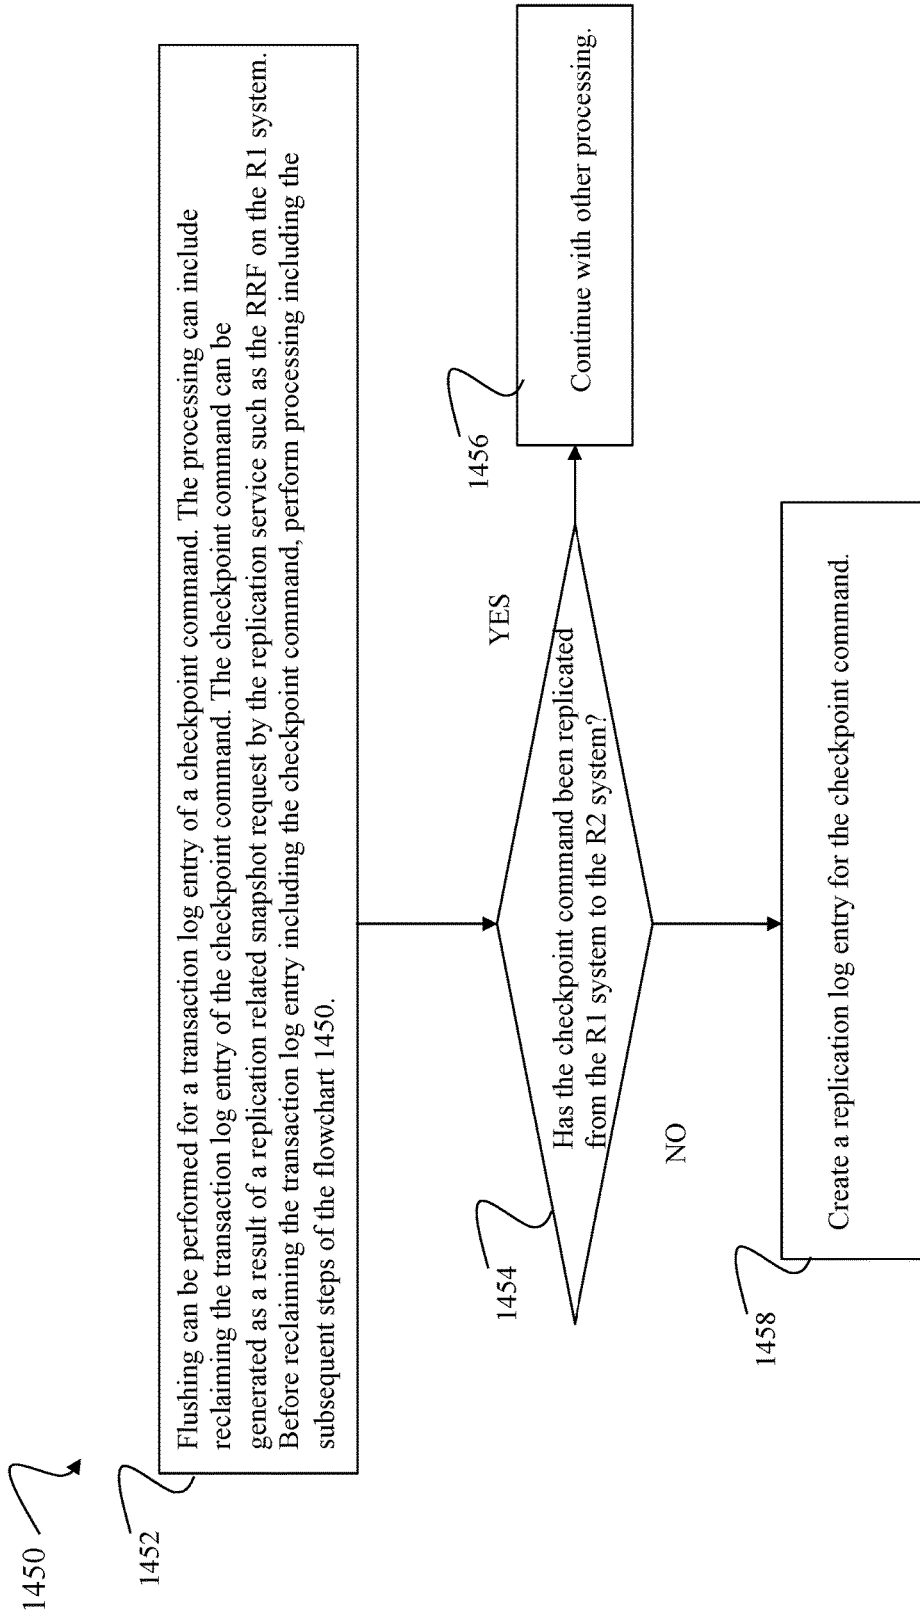 1450
1452
Flushing can be performed for a transaction log entry of a checkpoint command. The processing can include
reclaiming the transaction log entry of the checkpoint command. The checkpoint command can be
generated as a result of a replication related snapshot request by the replication service such as the RRF on the R1 system.
Before reclaiming the transaction log entry including the checkpoint command, perform processing including the
subsequent steps of the flowchart 1450.
1454
Has the checkpoint command been replicated
from the R1 system to the R2 system?
YES
1456
Continue with other processing.
NO
1458
Create a replication log entry for the checkpoint command.